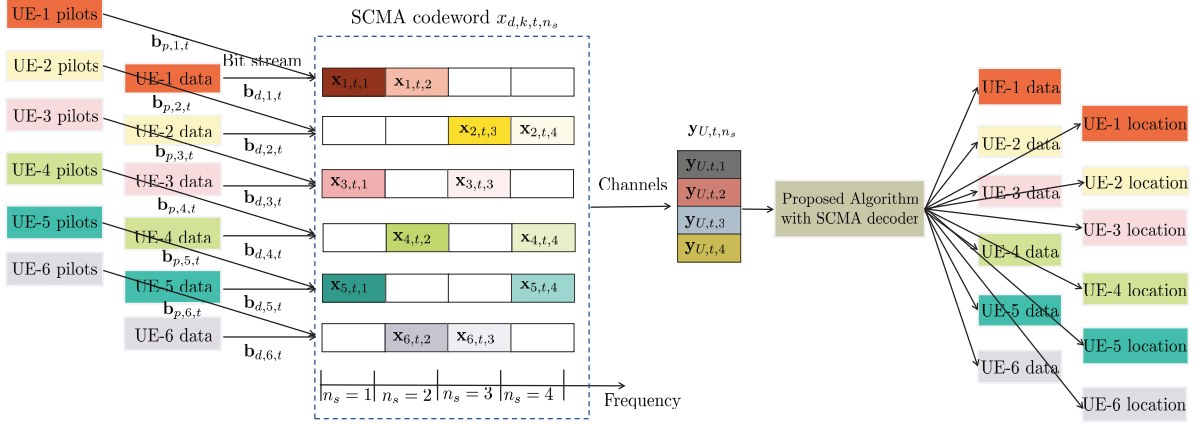 SCMA codeword x_{d,k,t,n_s}
UE-1 pilots
UE-2 pilots
UE-3 pilots
UE-4 pilots
UE-5 pilots
UE-6 pilots
b_{p,1,t}
b_{p,2,t}
b_{p,3,t}
b_{p,4,t}
b_{p,5,t}
b_{p,6,t}
Bit stream
UE-1 data
UE-2 data
UE-3 data
UE-4 data
UE-5 data
UE-6 data
b_{d,1,t}
b_{d,2,t}
b_{d,3,t}
b_{d,4,t}
b_{d,5,t}
b_{d,6,t}
x_{1,t,1} x_{1,t,2}
x_{2,t,3} x_{2,t,4}
x_{3,t,1} x_{3,t,3}
x_{4,t,2} x_{4,t,4}
x_{5,t,1} x_{5,t,4}
x_{6,t,2} x_{6,t,3}
n_s = 1 n_s = 2 n_s = 3 n_s = 4
Frequency
Channels
y_{U,t,n_s}
y_{U,t,1}
y_{U,t,2}
y_{U,t,3}
y_{U,t,4}
Proposed Algorithm
with SCMA decoder
UE-1 data
UE-2 data
UE-3 data
UE-4 data
UE-5 data
UE-6 data
UE-1 location
UE-2 location
UE-3 location
UE-4 location
UE-5 location
UE-6 location